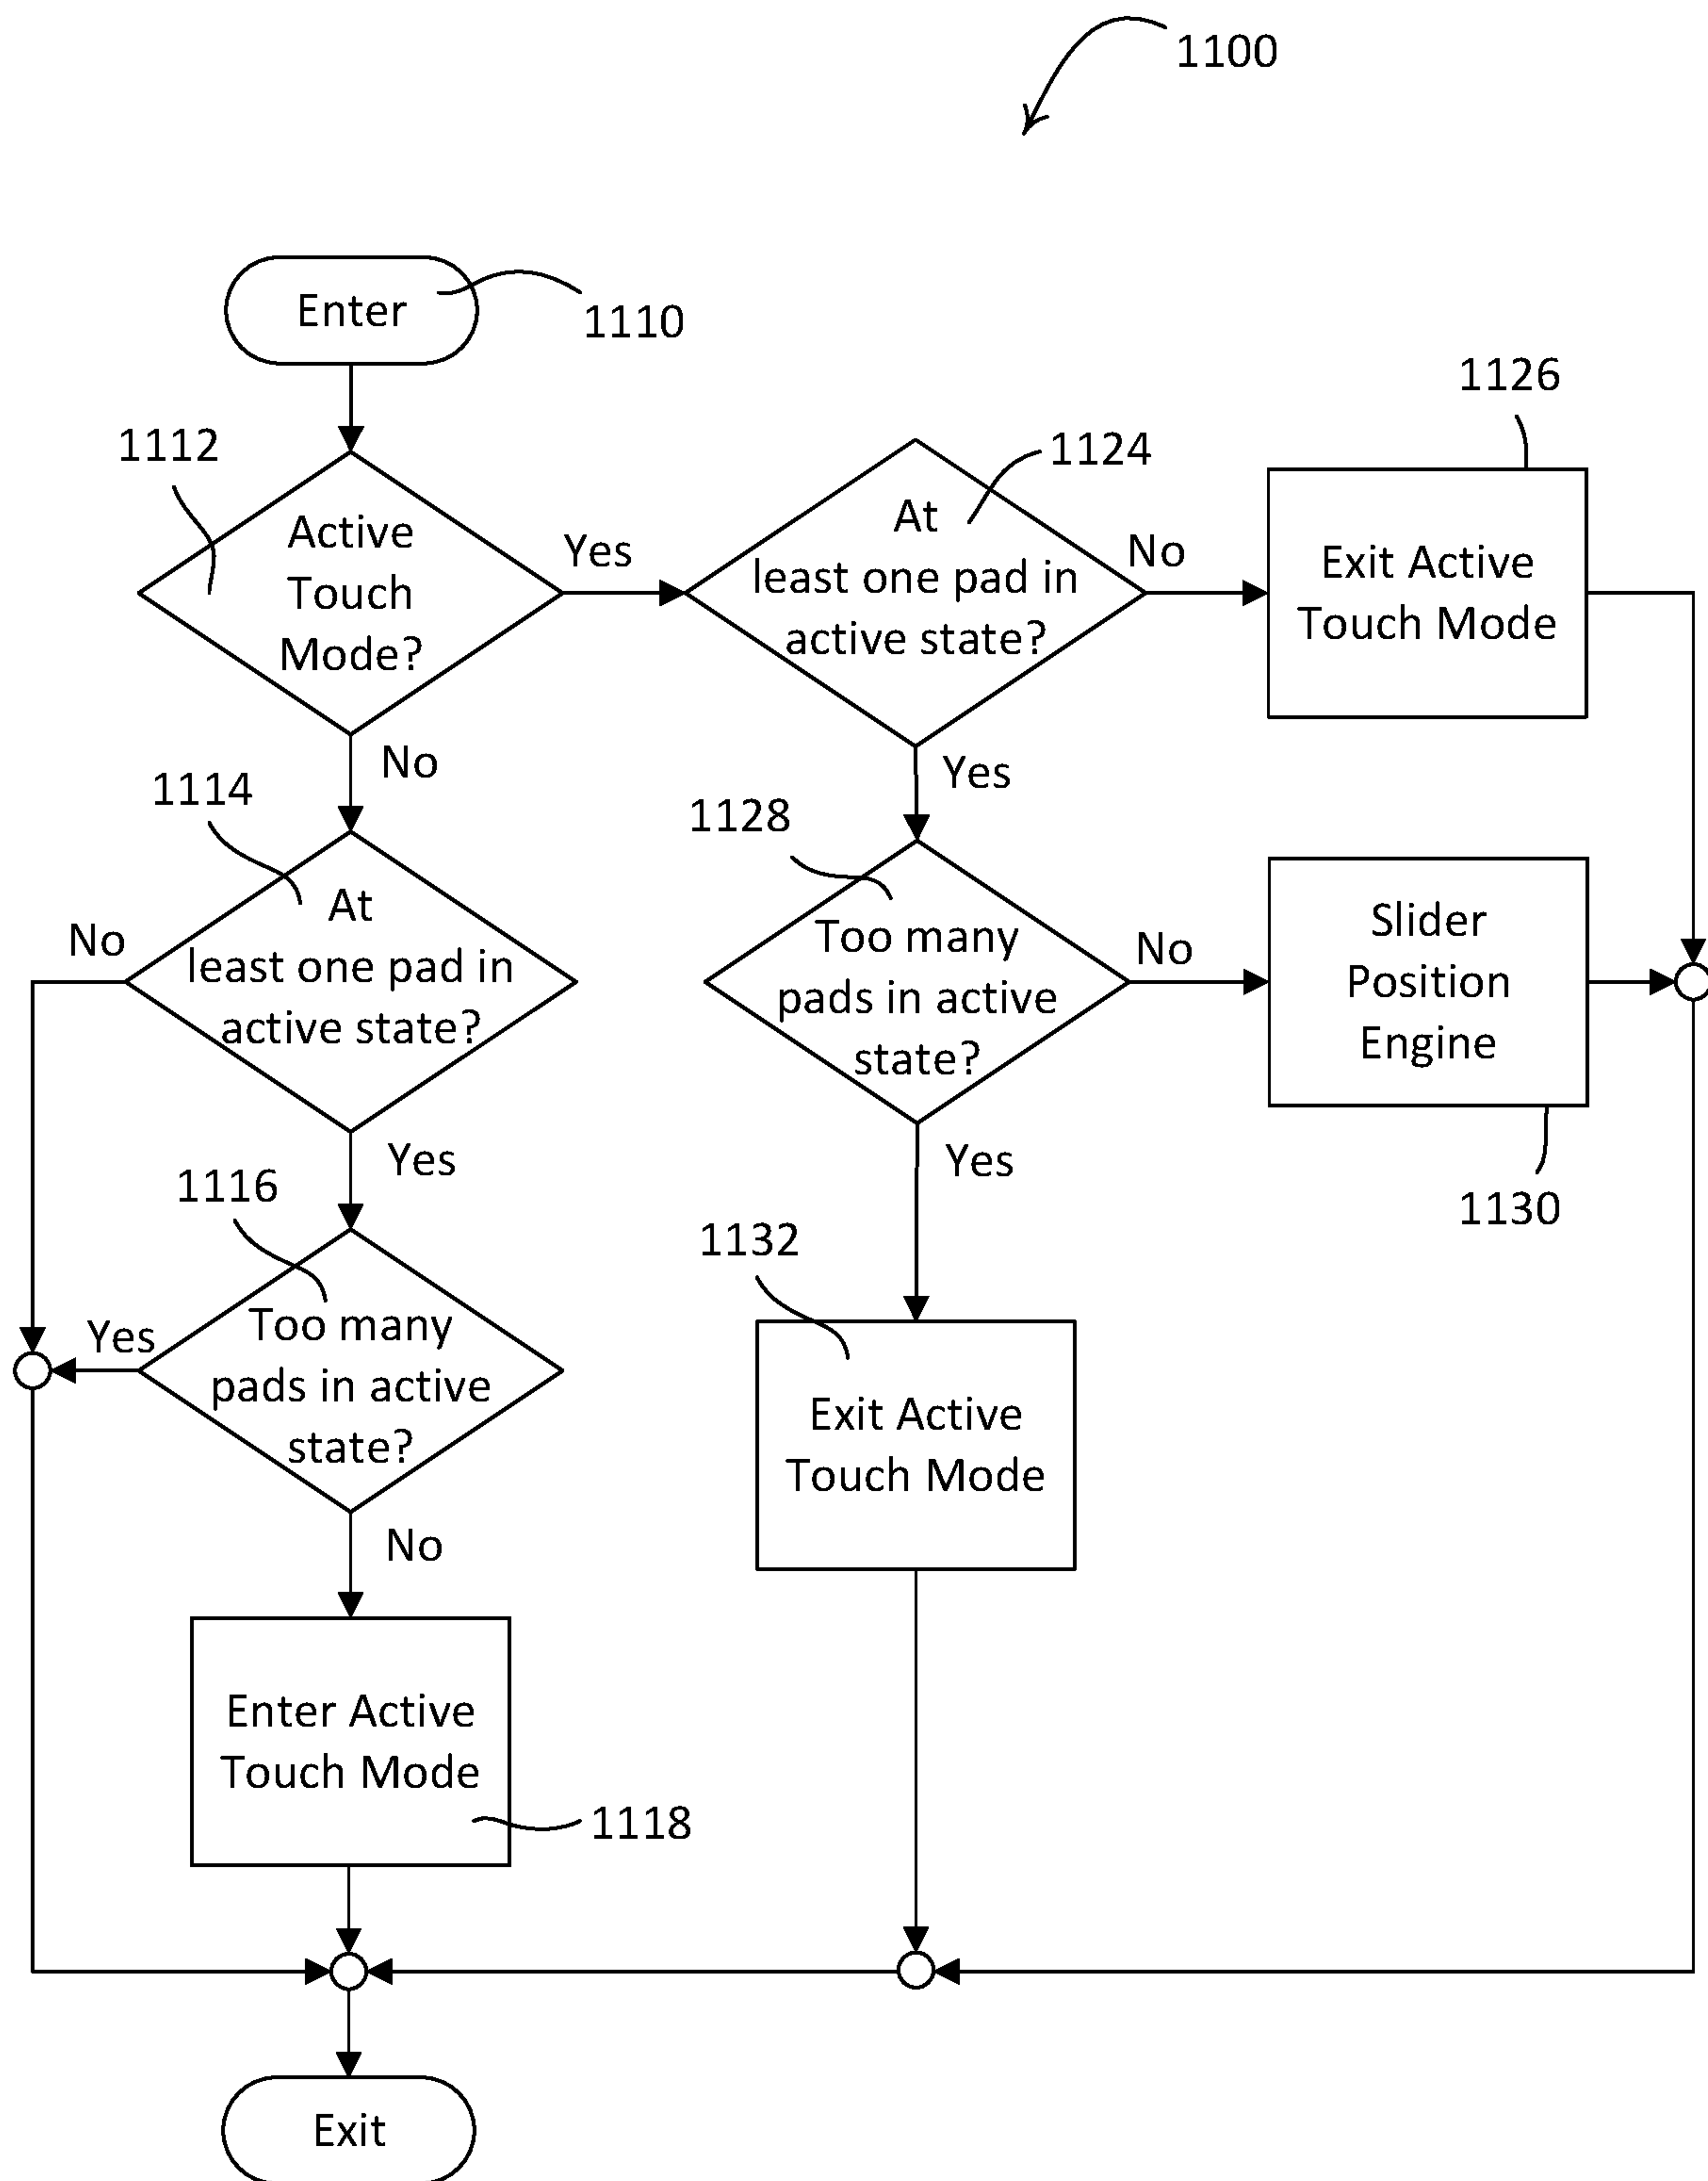 1100
Enter
1110
1126
1112
1124
Active
Touch
Mode?
Yes
At
least one pad in
active state?
No
Exit Active
Touch Mode
No
Yes
1114
1128
At
least one pad in
active state?
No
Too many
pads in active
state?
No
Slider
Position
Engine
Yes
Yes
1116
1130
1132
Too many
pads in active
state?
Yes
Exit Active
Touch Mode
No
Enter Active
Touch Mode
1118
Exit